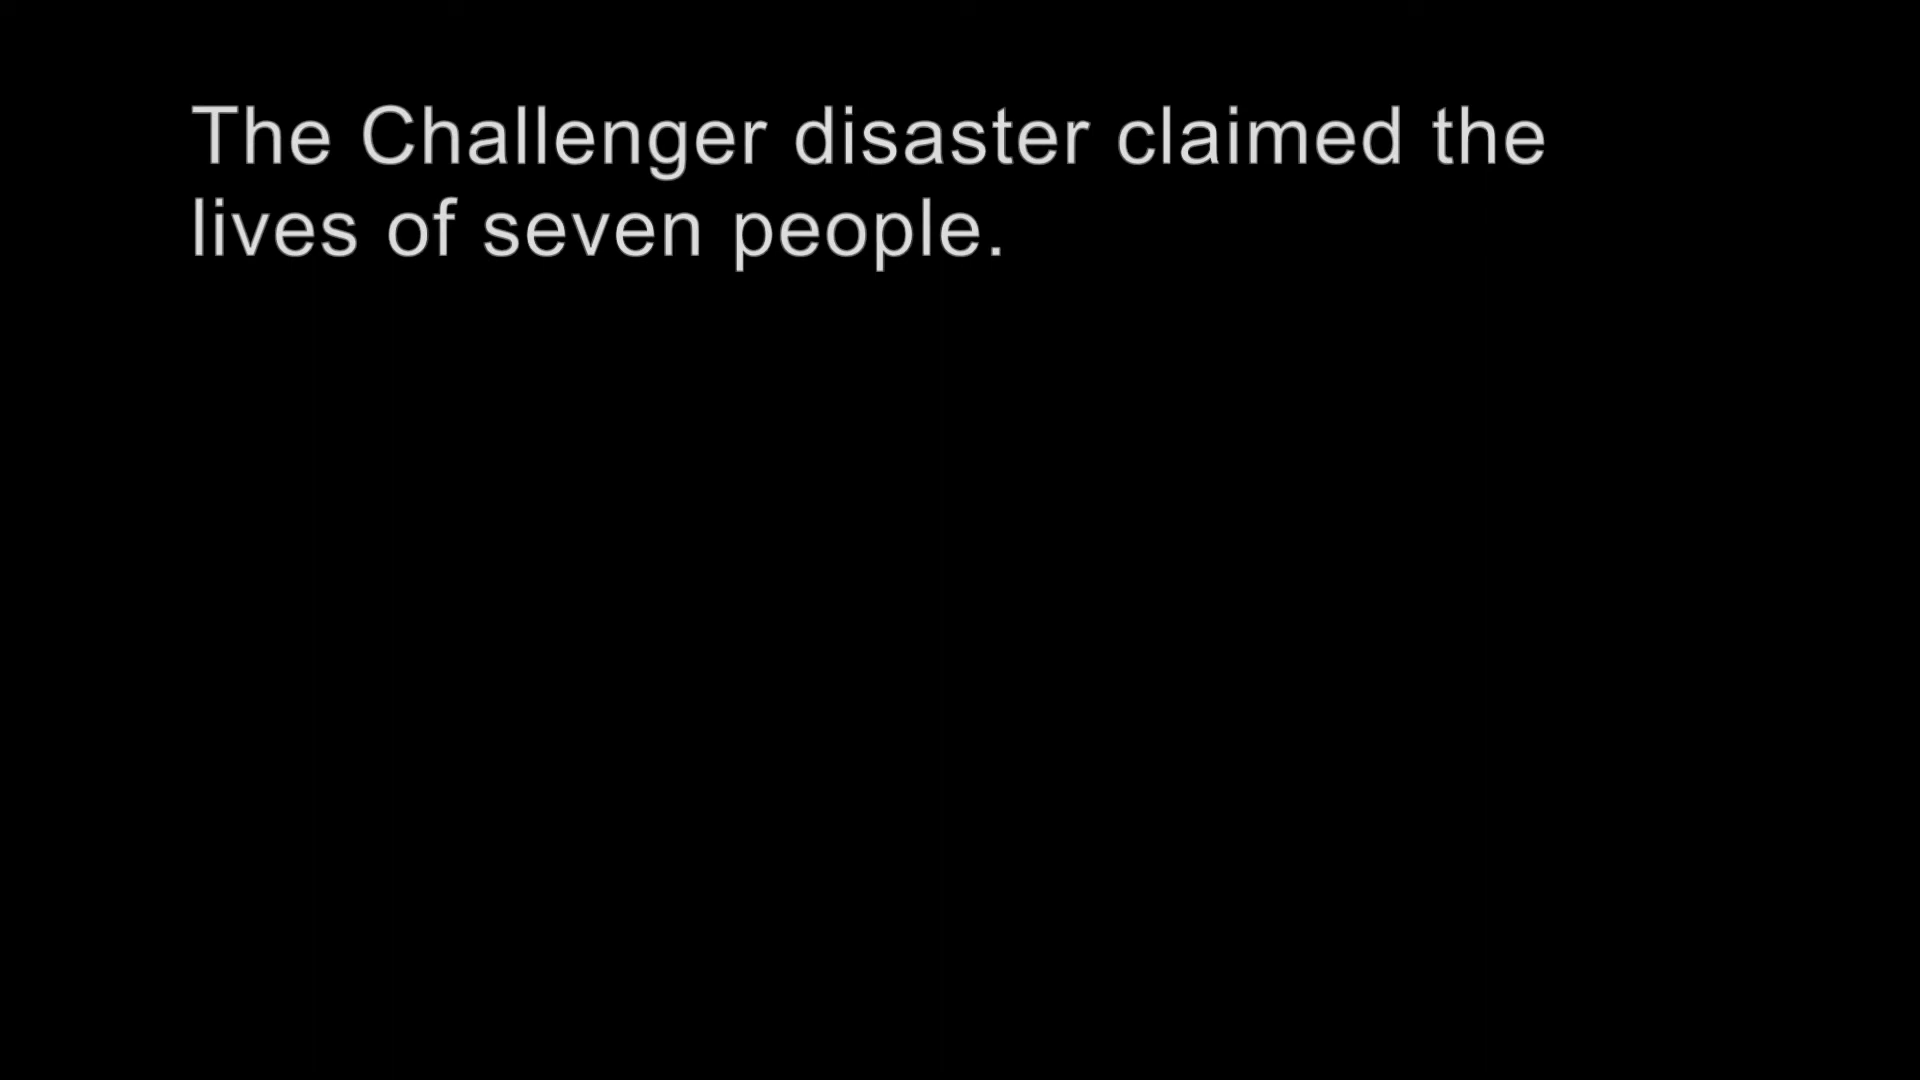 The Challenger disaster claimed the
lives of seven people.